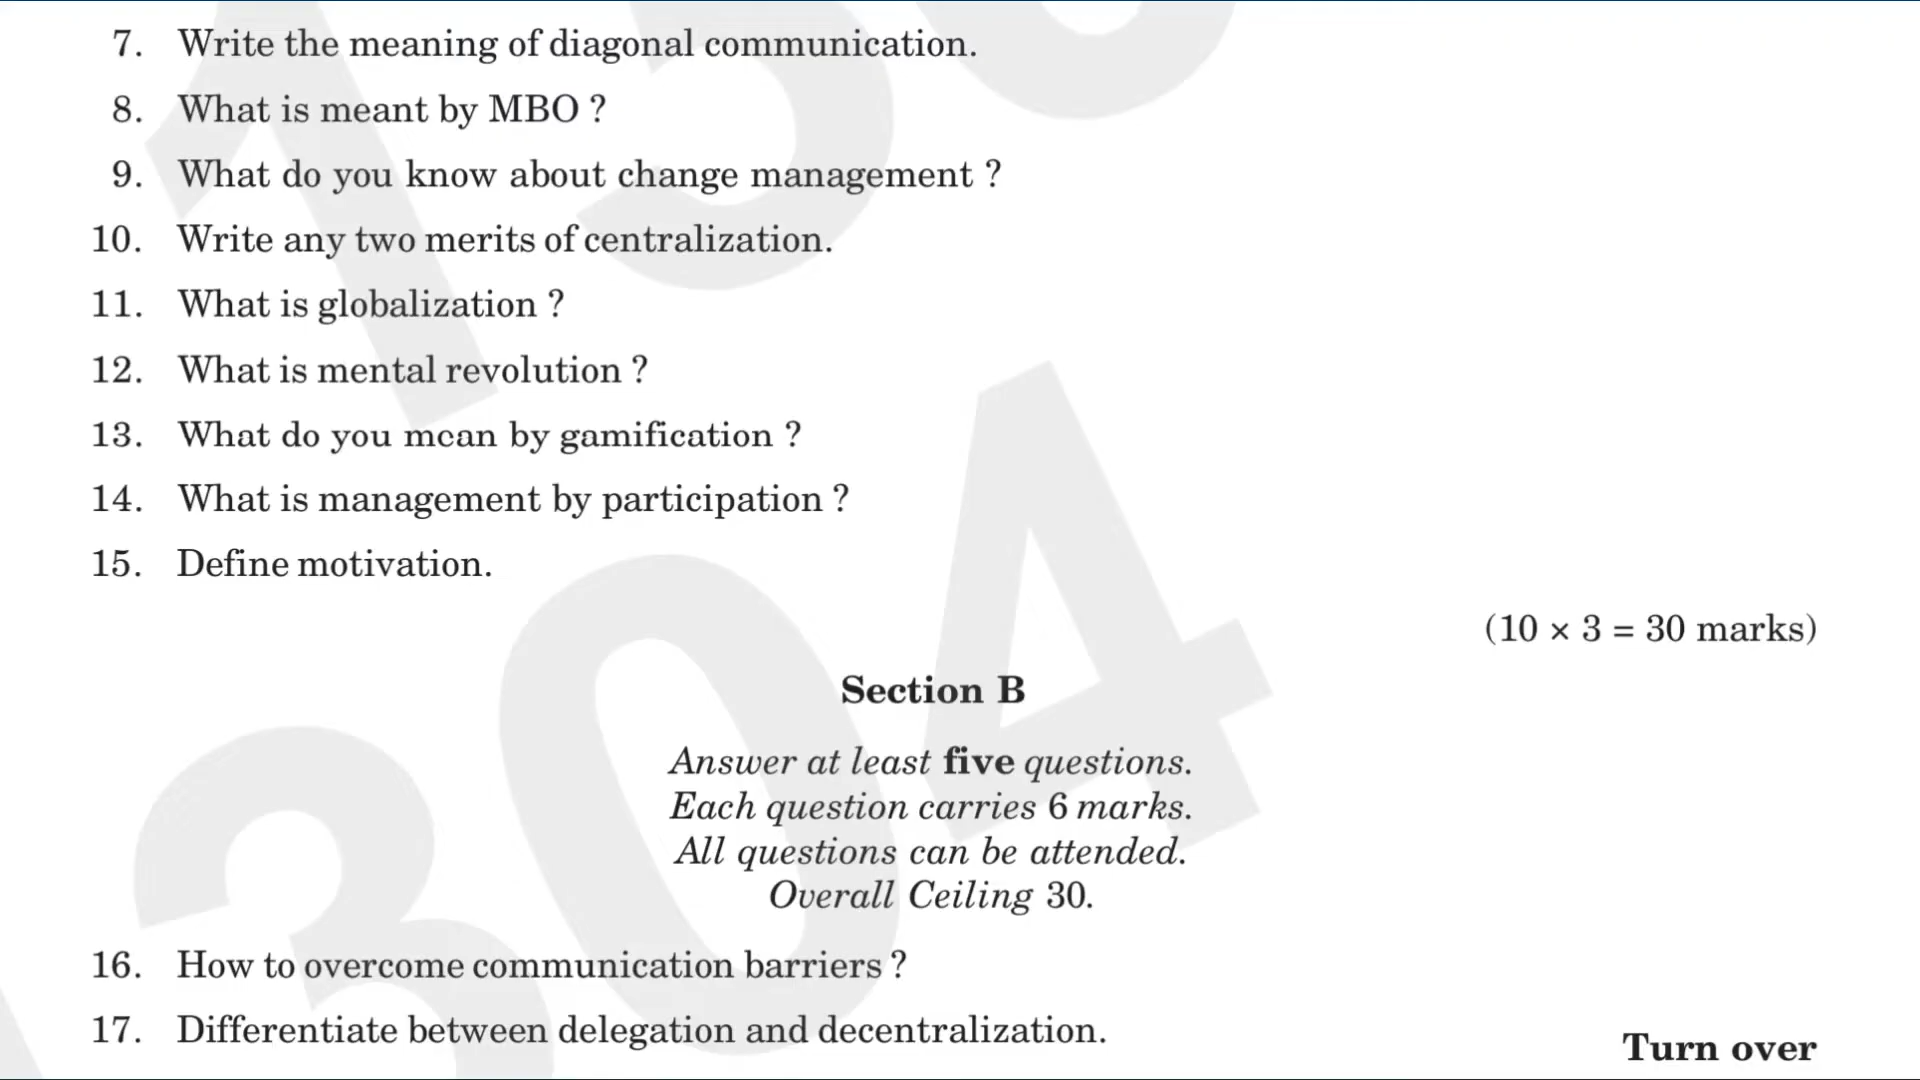 7. Write the meaning of diagonal communication.
8. What is meant by MBO ?
9. What do you know about change management ?
10. Write any two merits of centralization.
11. What is globalization ?
12. What is mental revolution ?
13. What do you mean by gamification ?
14. What is management by participation ?
15. Define motivation.
(10 × 3 = 30 marks)
Section B
Answer at least five questions.
Each question carries 6 marks.
All questions can be attended.
Overall Ceiling 30.
16. How to overcome communication barriers ?
17. Differentiate between delegation and decentralization.
Turn over